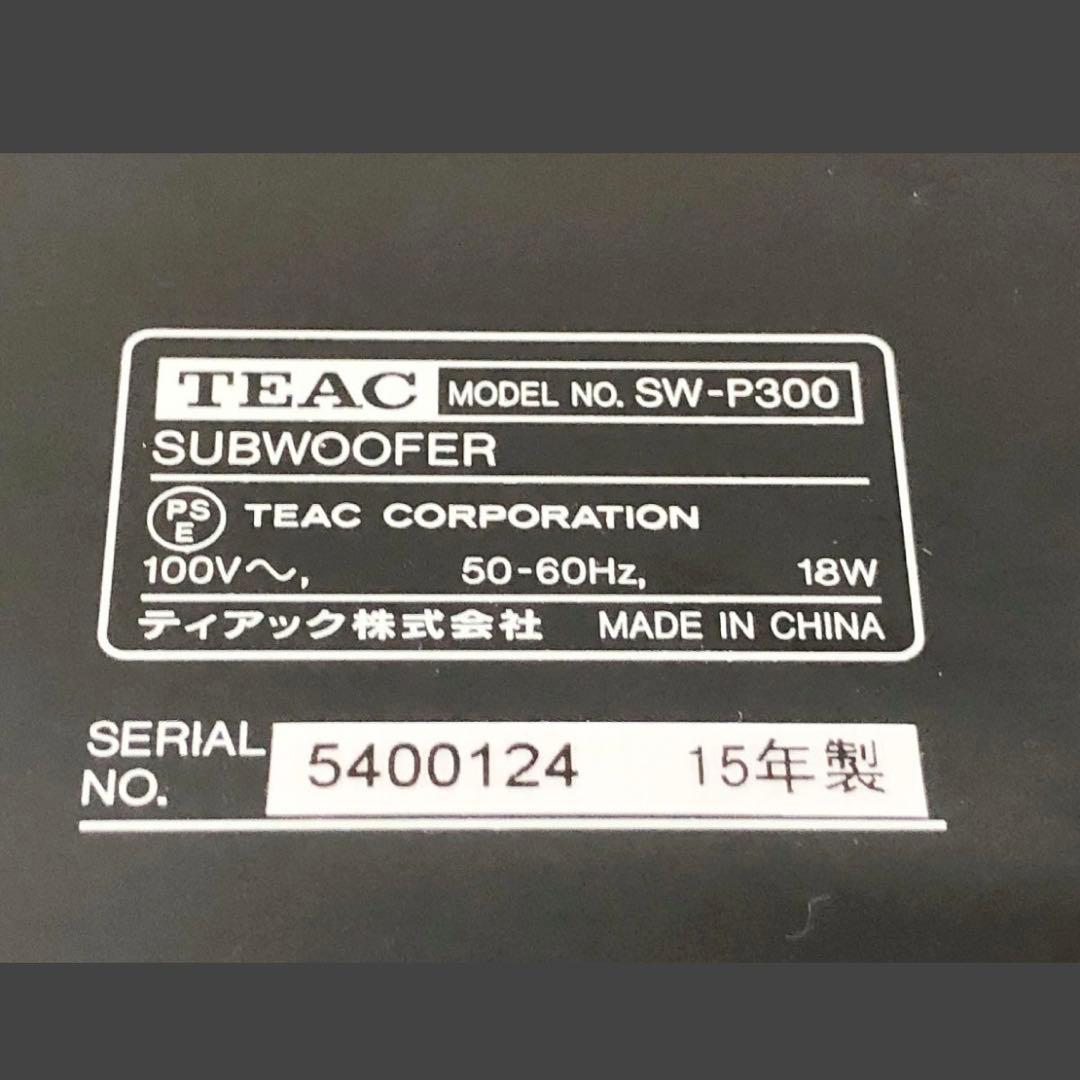 TEAC MODEL NO. SW-P300
SUBWOOFER
PSE TEAC CORPORATION
100V～, 50-60Hz, 18W
ティアック株式会社 MADE IN CHINA
SERIAL NO. 5400124 15年製